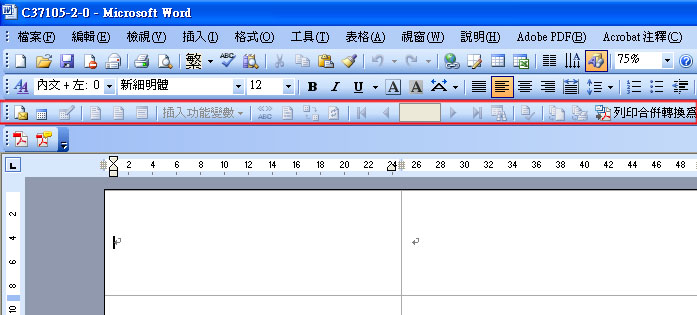 C37105-2-0 - Microsoft Word
檔案(F) 編輯(E) 檢視(V) 插入(I) 格式(O) 工具(T) 表格(A) 視窗(W) 說明(H) Adobe PDF(B) Acrobat 注釋(C)
繁 ABC 75%
內文 + 左: 0 新細明體 12 B I U A A A
插入功能變數 列印合併轉換為
2 2 4 6 8 10 12 14 16 18 20 22 24 26 28 30 32 34 36 38 40 42 44 46 48
2
4
6
8
10